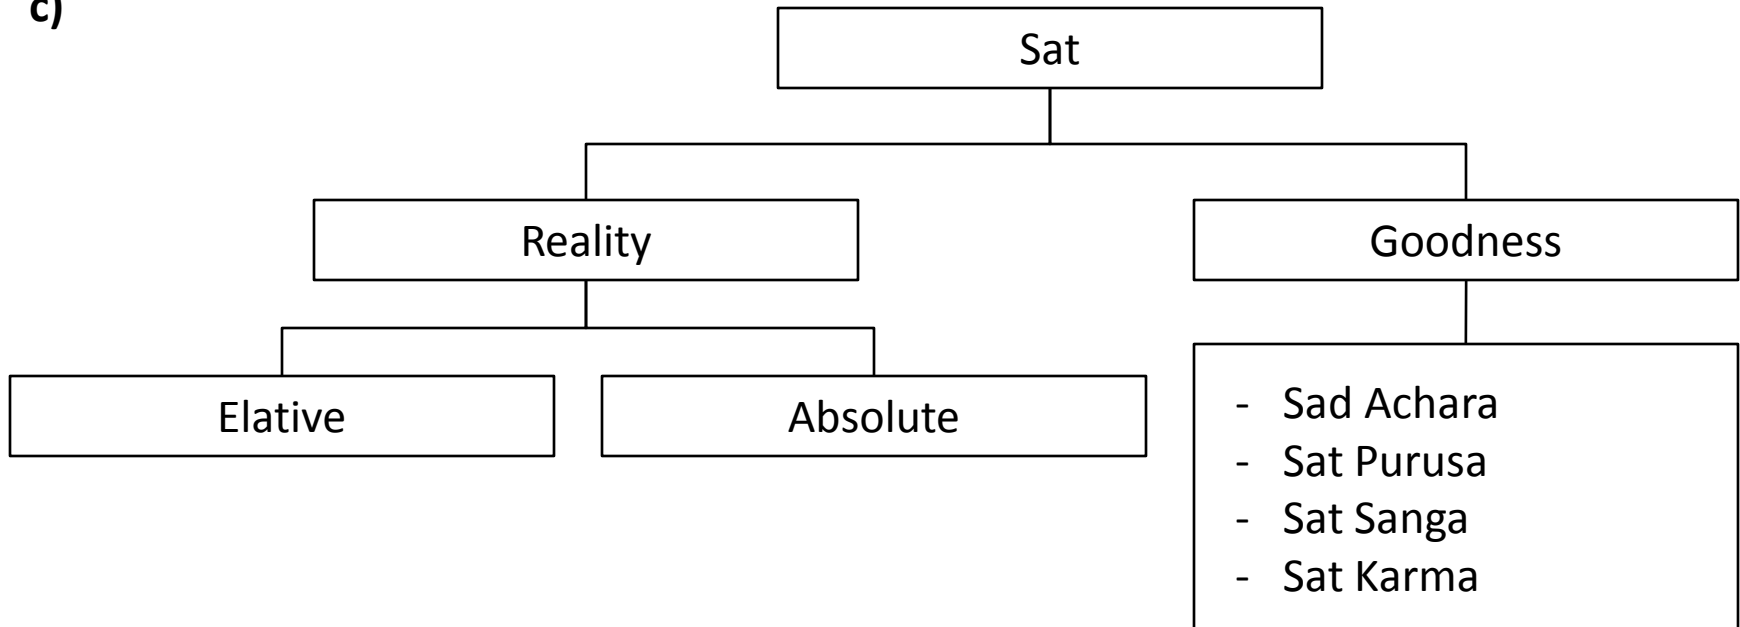 c)
Sat
Reality
Goodness
Elative
Absolute
- Sad Achara
- Sat Purusa
- Sat Sanga
- Sat Karma